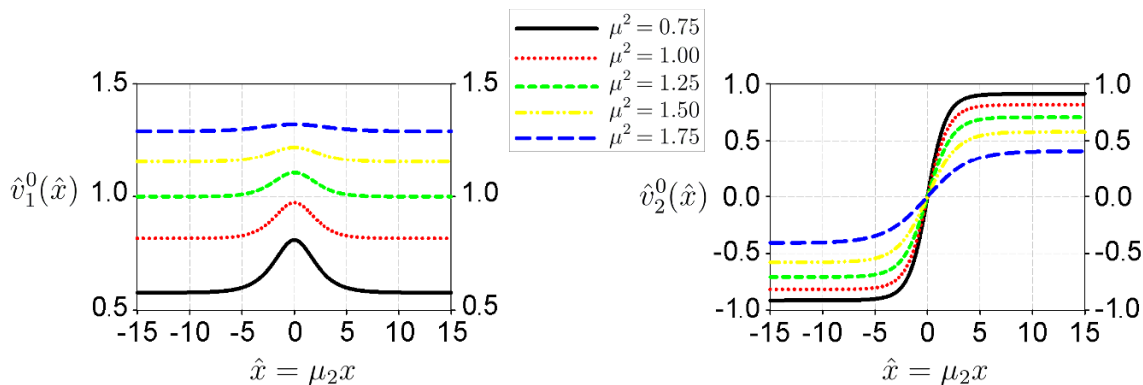 μ² = 0.75
μ² = 1.00
μ² = 1.25
μ² = 1.50
μ² = 1.75
1.5 1.5
1.0 1.0
0.5 0.5
v̂₁⁰(x̂)
-15 -10 -5 0 5 10 15
x̂ = μ₂x
1.0 1.0
0.5 0.5
0.0 0.0
-0.5 -0.5
-1.0 -1.0
v̂₂⁰(x̂)
-15 -10 -5 0 5 10 15
x̂ = μ₂x